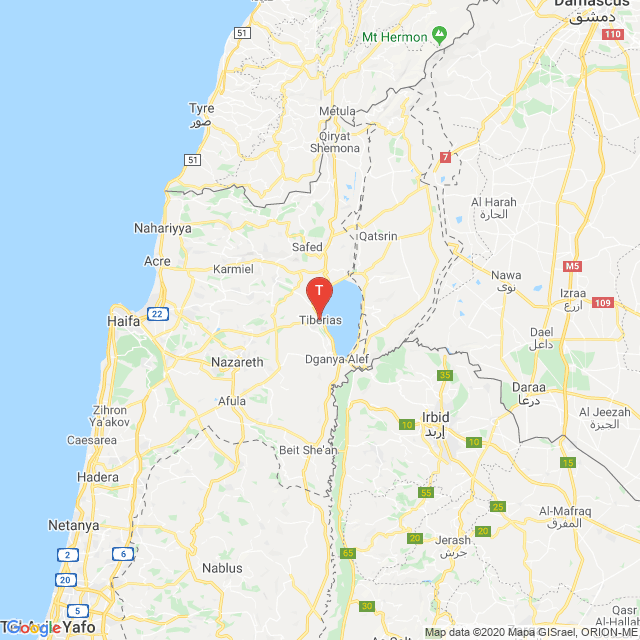 Damascus
دمشق
51
110
Mt Hermon
Tyre
صور
Metula
Qiryat
Shemona
51
7
Al Harah
الحارة
Nahariyya
Safed
Qatsrin
Acre
Karmiel
M5
Nawa
نوى
T
Izraa
ازرع
109
22
Haifa
Tiberias
Dael
داعل
Nazareth
Dganya Alef
35
Daraa
درعا
Afula
Zihron
Ya'akov
Irbid
إربد
10
Al Jeezah
الجيزة
Caesarea
10
Beit She'an
15
Hadera
55
25
Al-Mafraq
المفرق
Netanya
20
20
Jerash
جرش
2
6
65
Nablus
20
5
30
Qasr
Al-Hallal
Google
Yafo
Map data ©2020 Mapa GISrael, ORION-ME